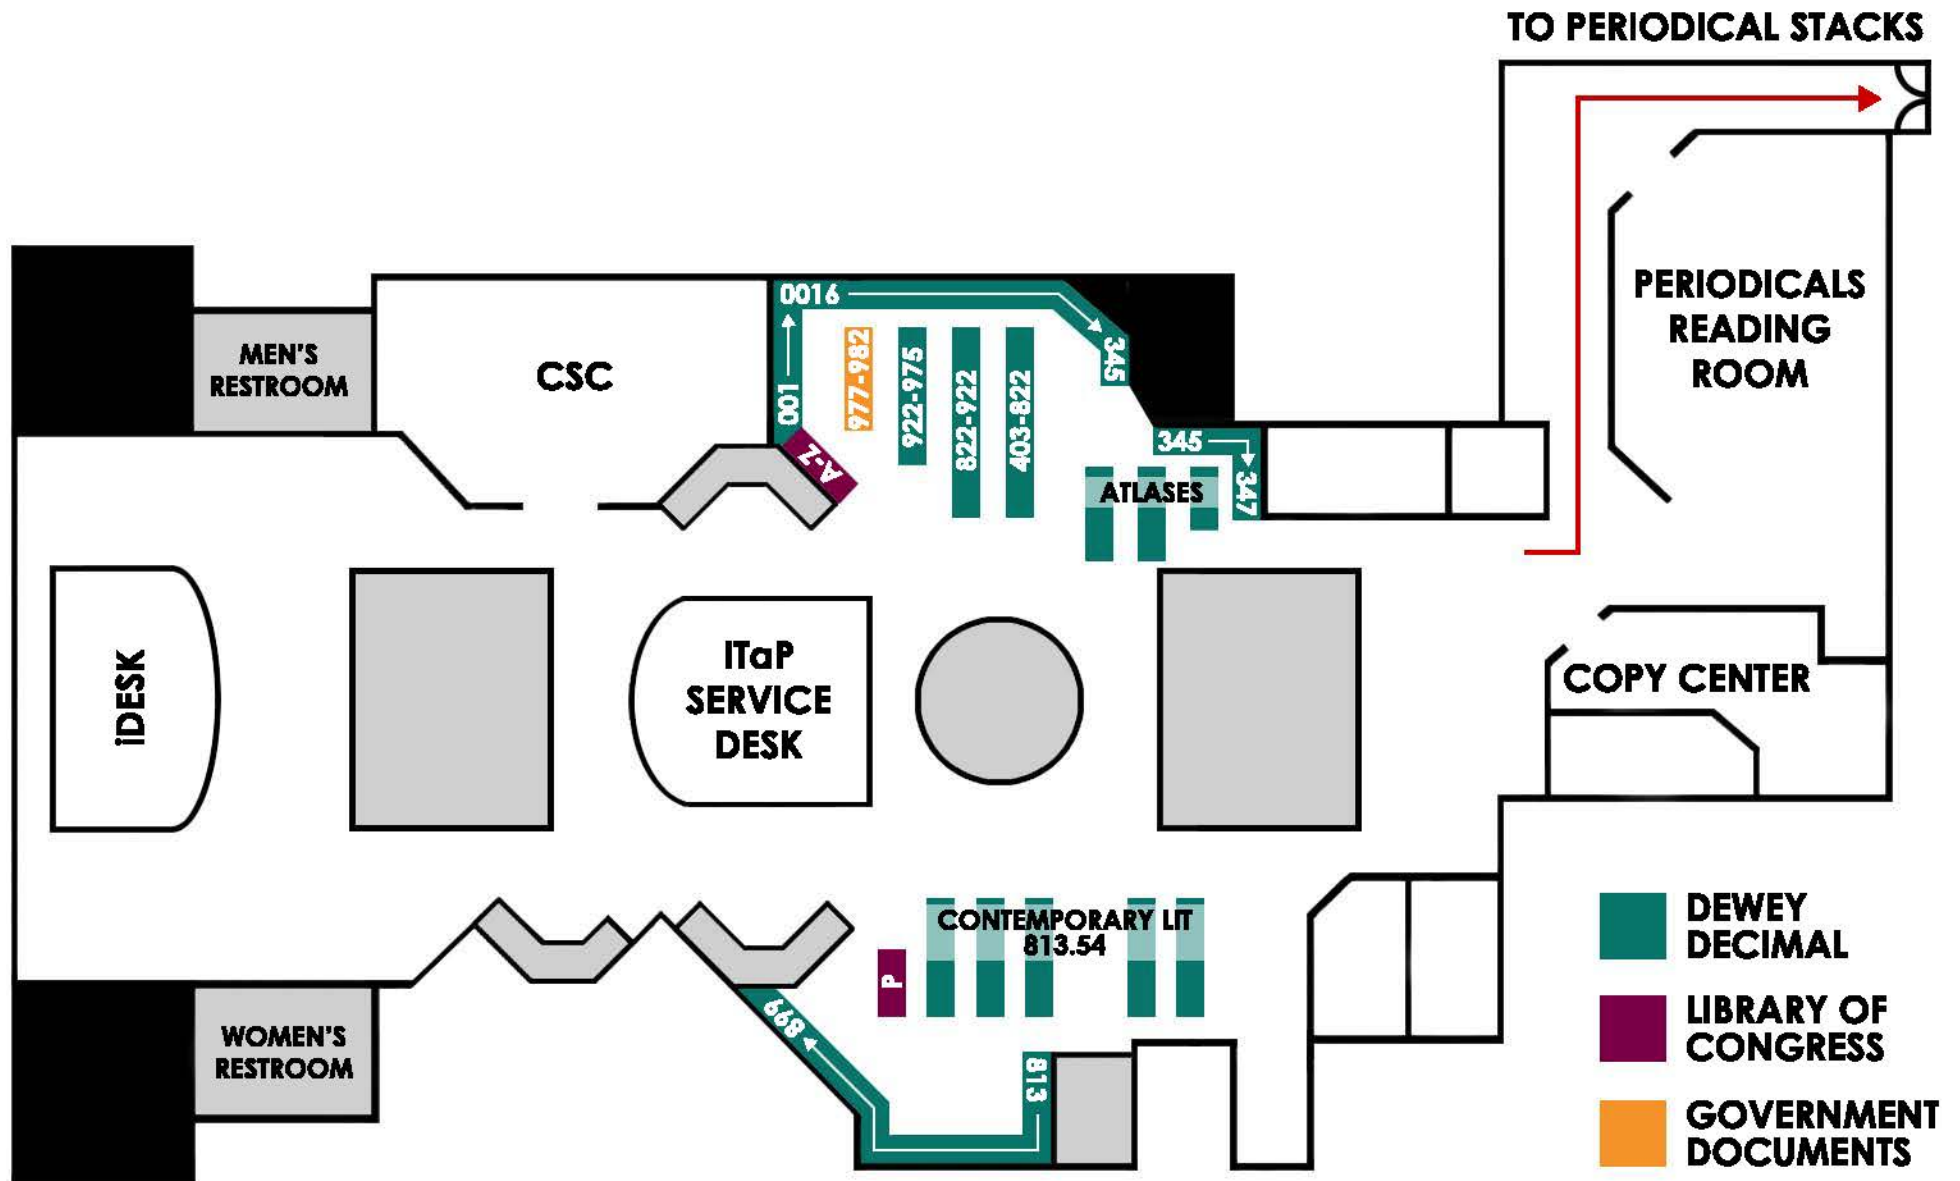 TO PERIODICAL STACKS
PERIODICALS
READING
ROOM
MEN'S
RESTROOM
CSC
0016
001
A-Z
977-982
922-975
822-922
403-822
345
345
347
ATLASES
iDESK
ITaP
SERVICE
DESK
COPY CENTER
CONTEMPORARY LIT
813.54
P
899
813
WOMEN'S
RESTROOM
DEWEY
DECIMAL
LIBRARY OF
CONGRESS
GOVERNMENT
DOCUMENTS